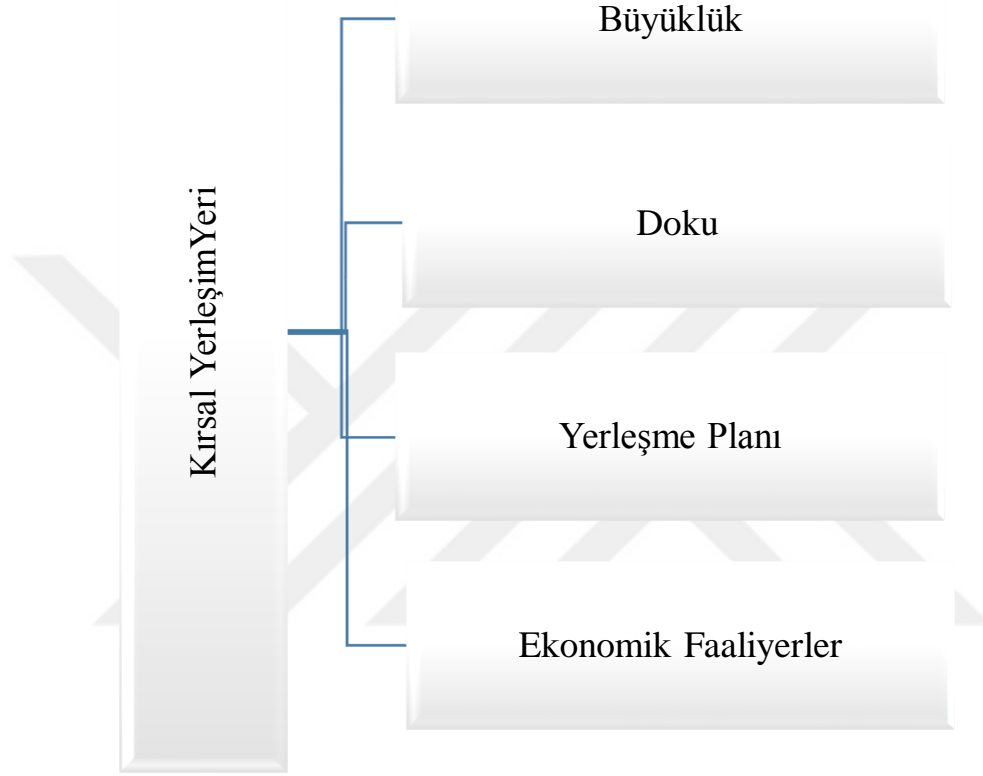 Kırsal YerleşimYeri
Büyüklük
Doku
Yerleşme Planı
Ekonomik Faaliyerler